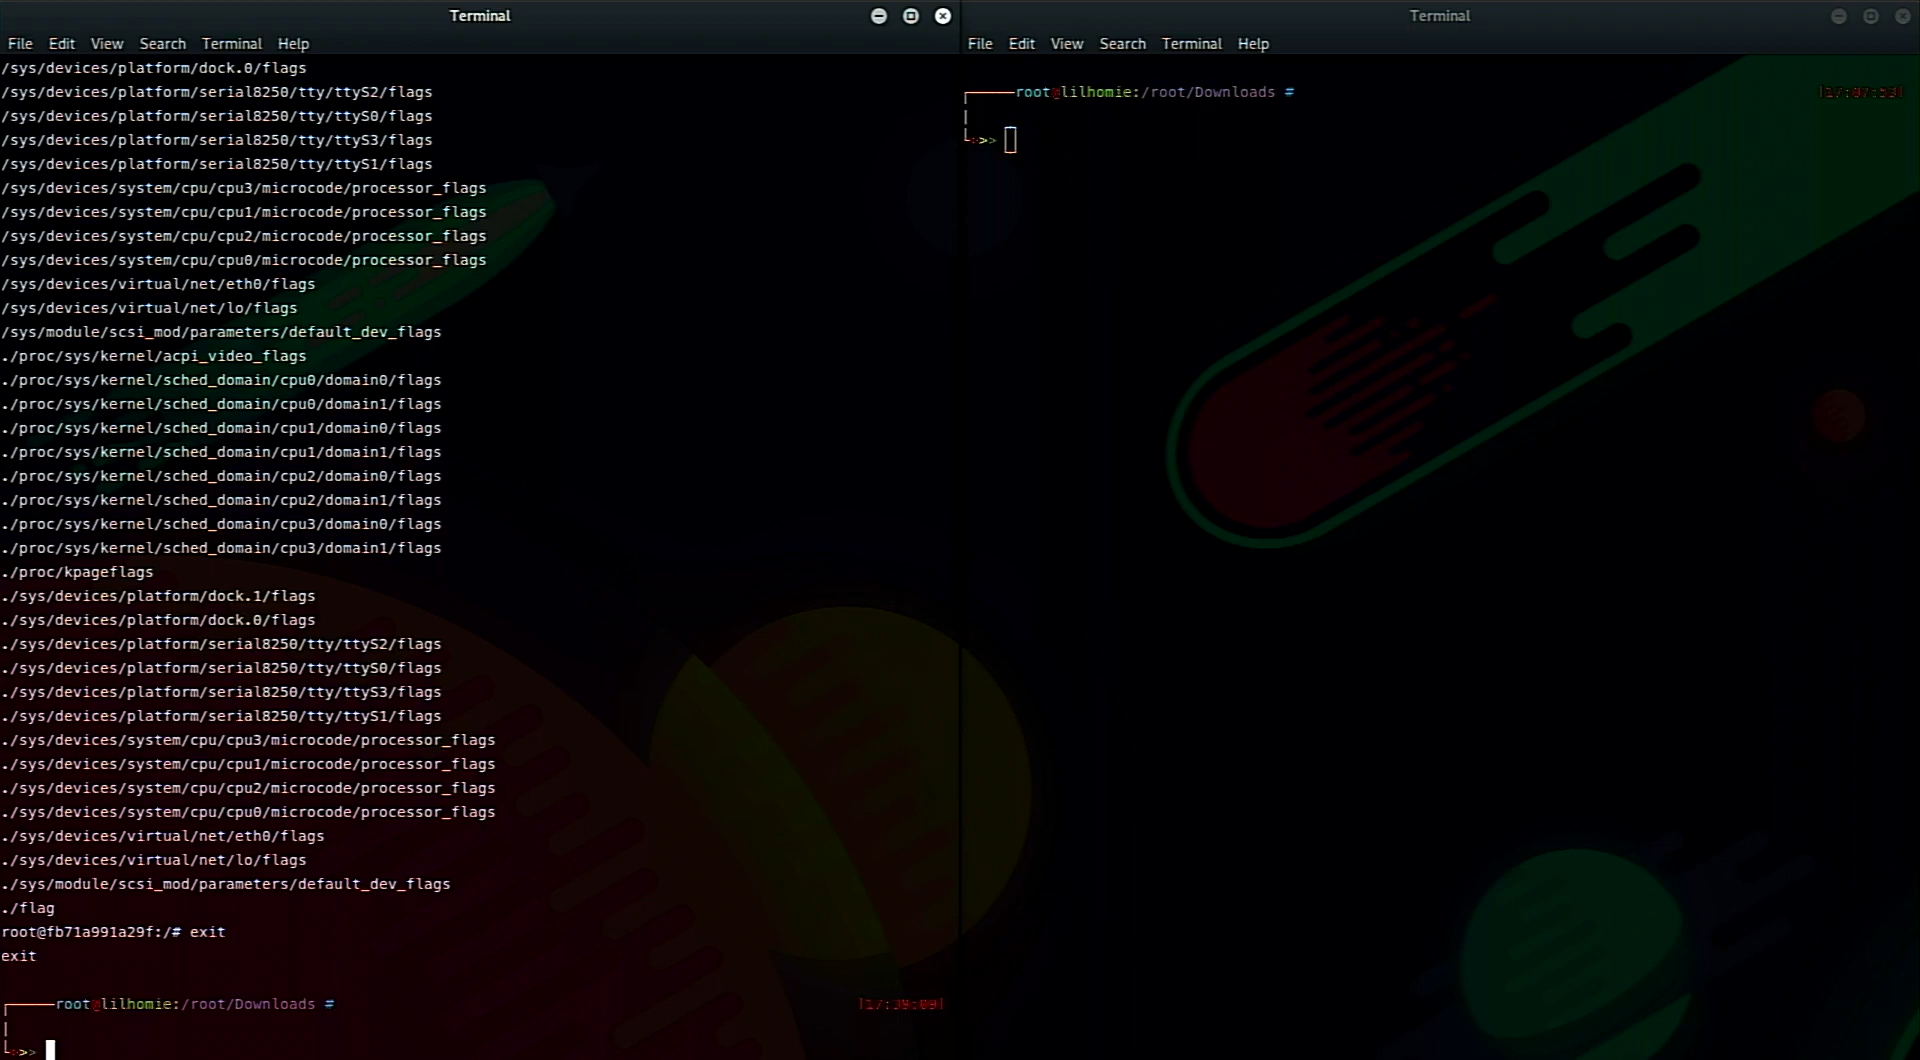 Terminal
File Edit View Search Terminal Help
/sys/devices/platform/dock.0/flags
/sys/devices/platform/serial8250/tty/ttyS2/flags
/sys/devices/platform/serial8250/tty/ttyS0/flags
/sys/devices/platform/serial8250/tty/ttyS3/flags
/sys/devices/platform/serial8250/tty/ttyS1/flags
/sys/devices/system/cpu/cpu3/microcode/processor_flags
/sys/devices/system/cpu/cpu1/microcode/processor_flags
/sys/devices/system/cpu/cpu2/microcode/processor_flags
/sys/devices/system/cpu/cpu0/microcode/processor_flags
/sys/devices/virtual/net/eth0/flags
/sys/devices/virtual/net/lo/flags
/sys/module/scsi_mod/parameters/default_dev_flags
./proc/sys/kernel/acpi_video_flags
./proc/sys/kernel/sched_domain/cpu0/domain0/flags
./proc/sys/kernel/sched_domain/cpu0/domain1/flags
./proc/sys/kernel/sched_domain/cpu1/domain0/flags
./proc/sys/kernel/sched_domain/cpu1/domain1/flags
./proc/sys/kernel/sched_domain/cpu2/domain0/flags
./proc/sys/kernel/sched_domain/cpu2/domain1/flags
./proc/sys/kernel/sched_domain/cpu3/domain0/flags
./proc/sys/kernel/sched_domain/cpu3/domain1/flags
./proc/kpageflags
./sys/devices/platform/dock.1/flags
./sys/devices/platform/dock.0/flags
./sys/devices/platform/serial8250/tty/ttyS2/flags
./sys/devices/platform/serial8250/tty/ttyS0/flags
./sys/devices/platform/serial8250/tty/ttyS3/flags
./sys/devices/platform/serial8250/tty/ttyS1/flags
./sys/devices/system/cpu/cpu3/microcode/processor_flags
./sys/devices/system/cpu/cpu1/microcode/processor_flags
./sys/devices/system/cpu/cpu2/microcode/processor_flags
./sys/devices/system/cpu/cpu0/microcode/processor_flags
./sys/devices/virtual/net/eth0/flags
./sys/devices/virtual/net/lo/flags
./sys/module/scsi_mod/parameters/default_dev_flags
./flag
root@fb71a991a29f:/# exit
exit
root@lilhomie:/root/Downloads # [17:39:09]
>>>
Terminal
File Edit View Search Terminal Help
root@lilhomie:/root/Downloads # [17:07:53]
>>>